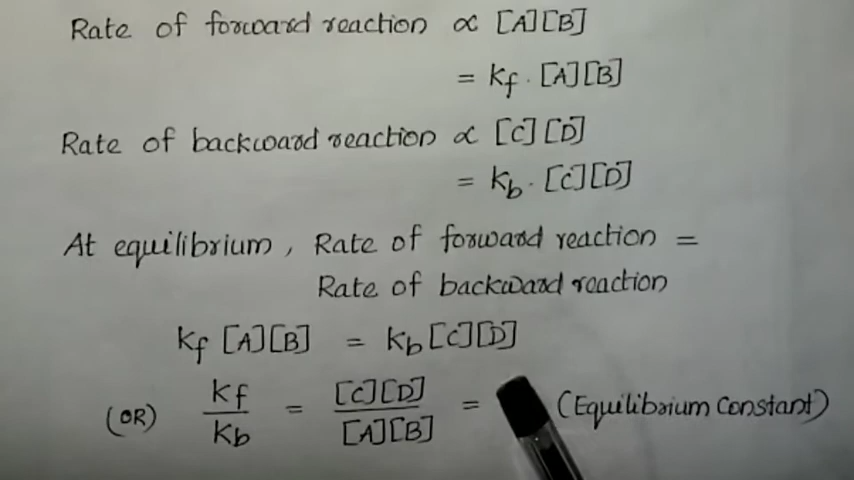 Rate of forward reaction ∝ [A][B]
= Kf . [A][B]
Rate of backward reaction ∝ [C][D]
= Kb . [C][D]
At equilibrium, Rate of forward reaction =
Rate of backward reaction
Kf [A][B] = Kb [C][D]
(OR) Kf / Kb = [C][D] / [A][B] = (Equilibrium Constant)